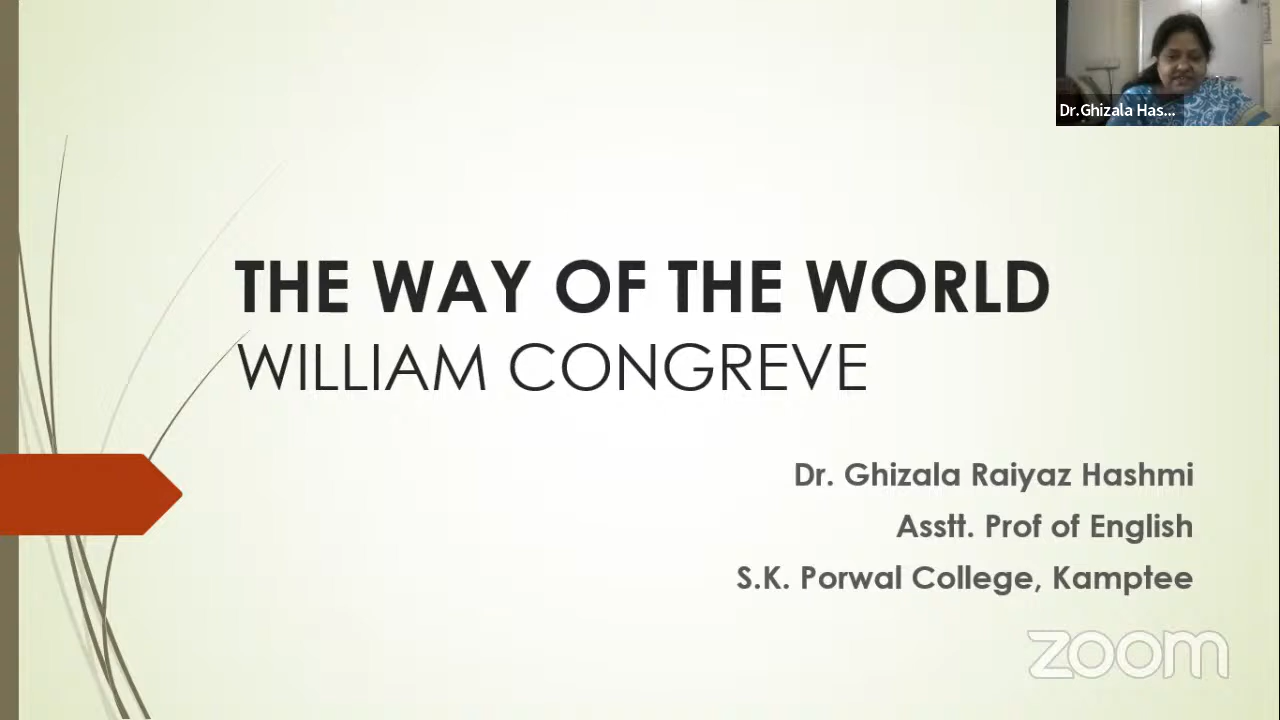 Dr.Ghizala Has...
THE WAY OF THE WORLD
WILLIAM CONGREVE
Dr. Ghizala Raiyaz Hashmi
Asstt. Prof of English
S.K. Porwal College, Kamptee
zoom